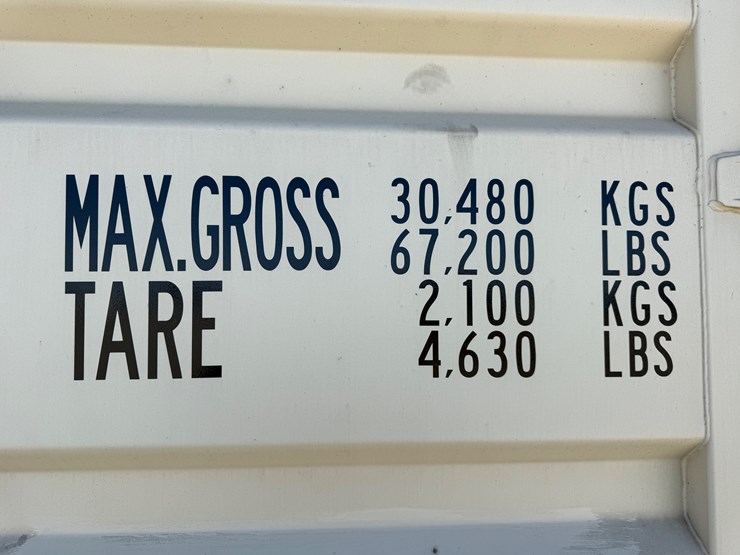 MAX.GROSS 30,480 KGS
67,200 LBS
TARE 2,100 KGS
4,630 LBS